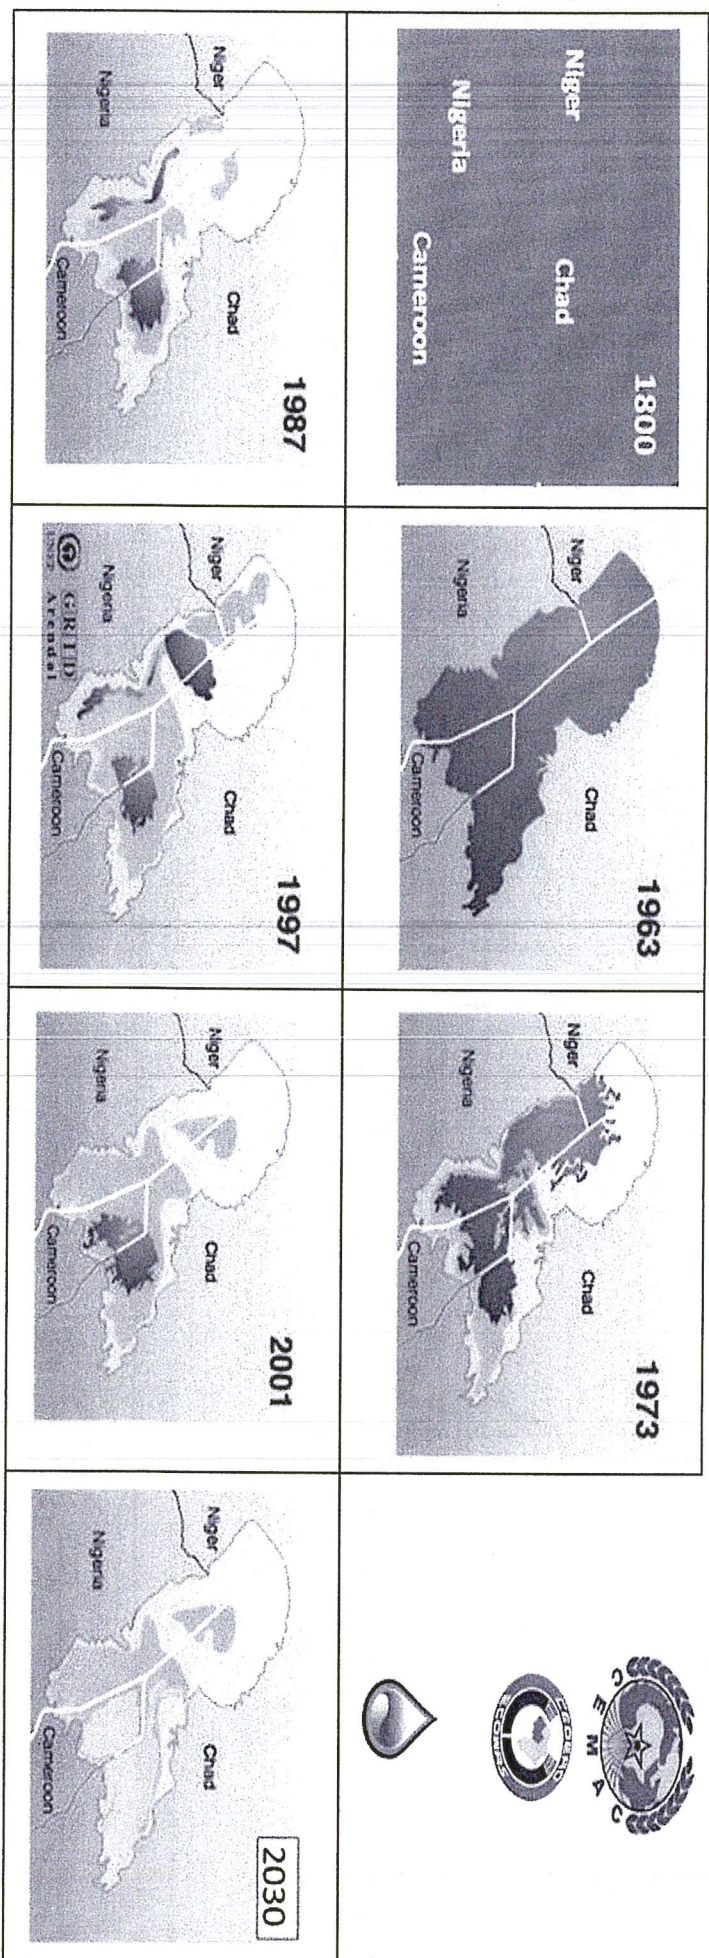 1800
Niger
Chad
Nigeria
Cameroon
1963
Chad
Niger
Nigeria
Cameroon
1973
Chad
Niger
Nigeria
Cameroon
CEMAC
CEDEAO
ECOWAS
1987
Chad
Niger
Nigeria
Cameroon
1997
Chad
Niger
Nigeria
Cameroon
GRID
Arendal
UNEP
2001
Chad
Niger
Nigeria
Cameroon
2030
Chad
Niger
Nigeria
Cameroon